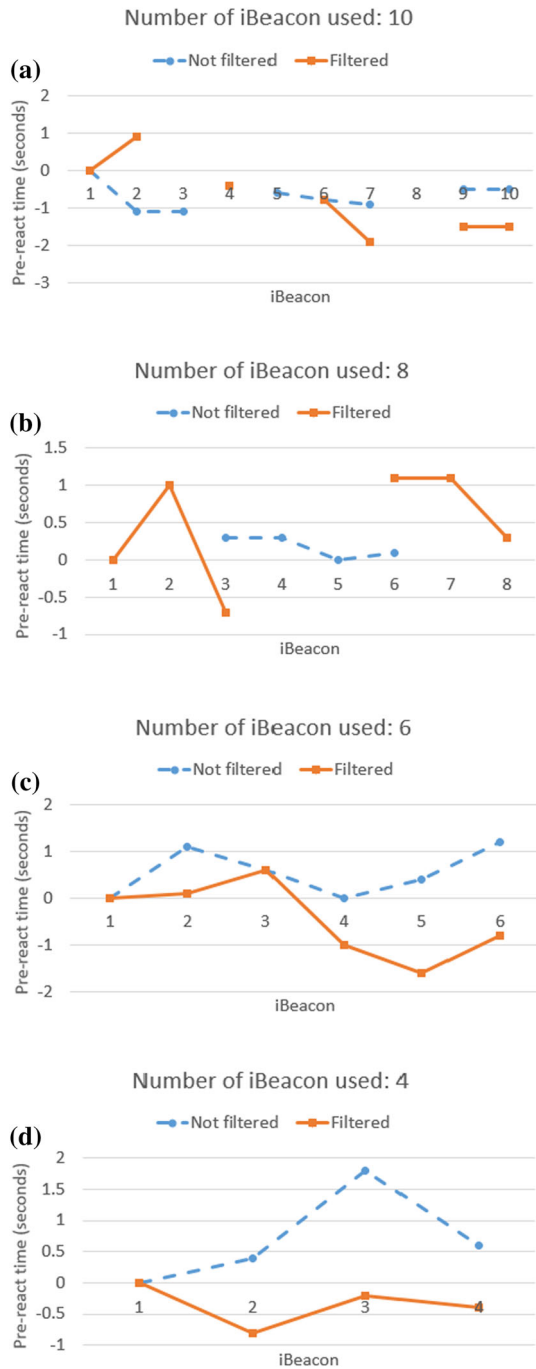 Number of iBeacon used: 10
(a)
Not filtered Filtered
Pre-react time (seconds)
2
1
0
-1
-2
-3
1 2 3 4 5 6 7 8 9 10
iBeacon
Number of iBeacon used: 8
(b)
Not filtered Filtered
Pre-react time (seconds)
1.5
1
0.5
0
-0.5
-1
1 2 3 4 5 6 7 8
iBeacon
Number of iBeacon used: 6
(c)
Not filtered Filtered
Pre-react time (seconds)
2
1
0
-1
-2
1 2 3 4 5 6
iBeacon
Number of iBeacon used: 4
(d)
Not filtered Filtered
Pre-react time (seconds)
2
1.5
1
0.5
0
-0.5
-1
1 2 3 4
iBeacon